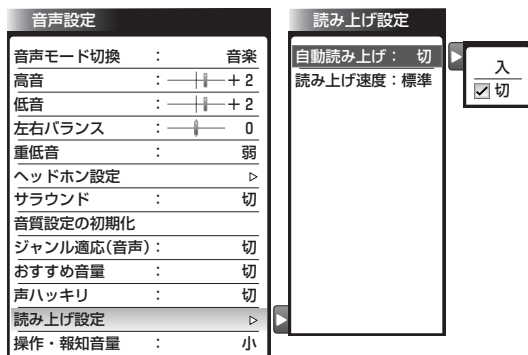 音声設定
音声モード切換 : 音楽
高音 : +2
低音 : +2
左右バランス : 0
重低音 : 弱
ヘッドホン設定 ▷
サラウンド : 切
音質設定の初期化
ジャンル適応(音声) : 切
おすすめ音量 : 切
声ハッキリ : 切
読み上げ設定 ▷
操作・報知音量 : 小
読み上げ設定
自動読み上げ : 切
読み上げ速度 : 標準
入
切